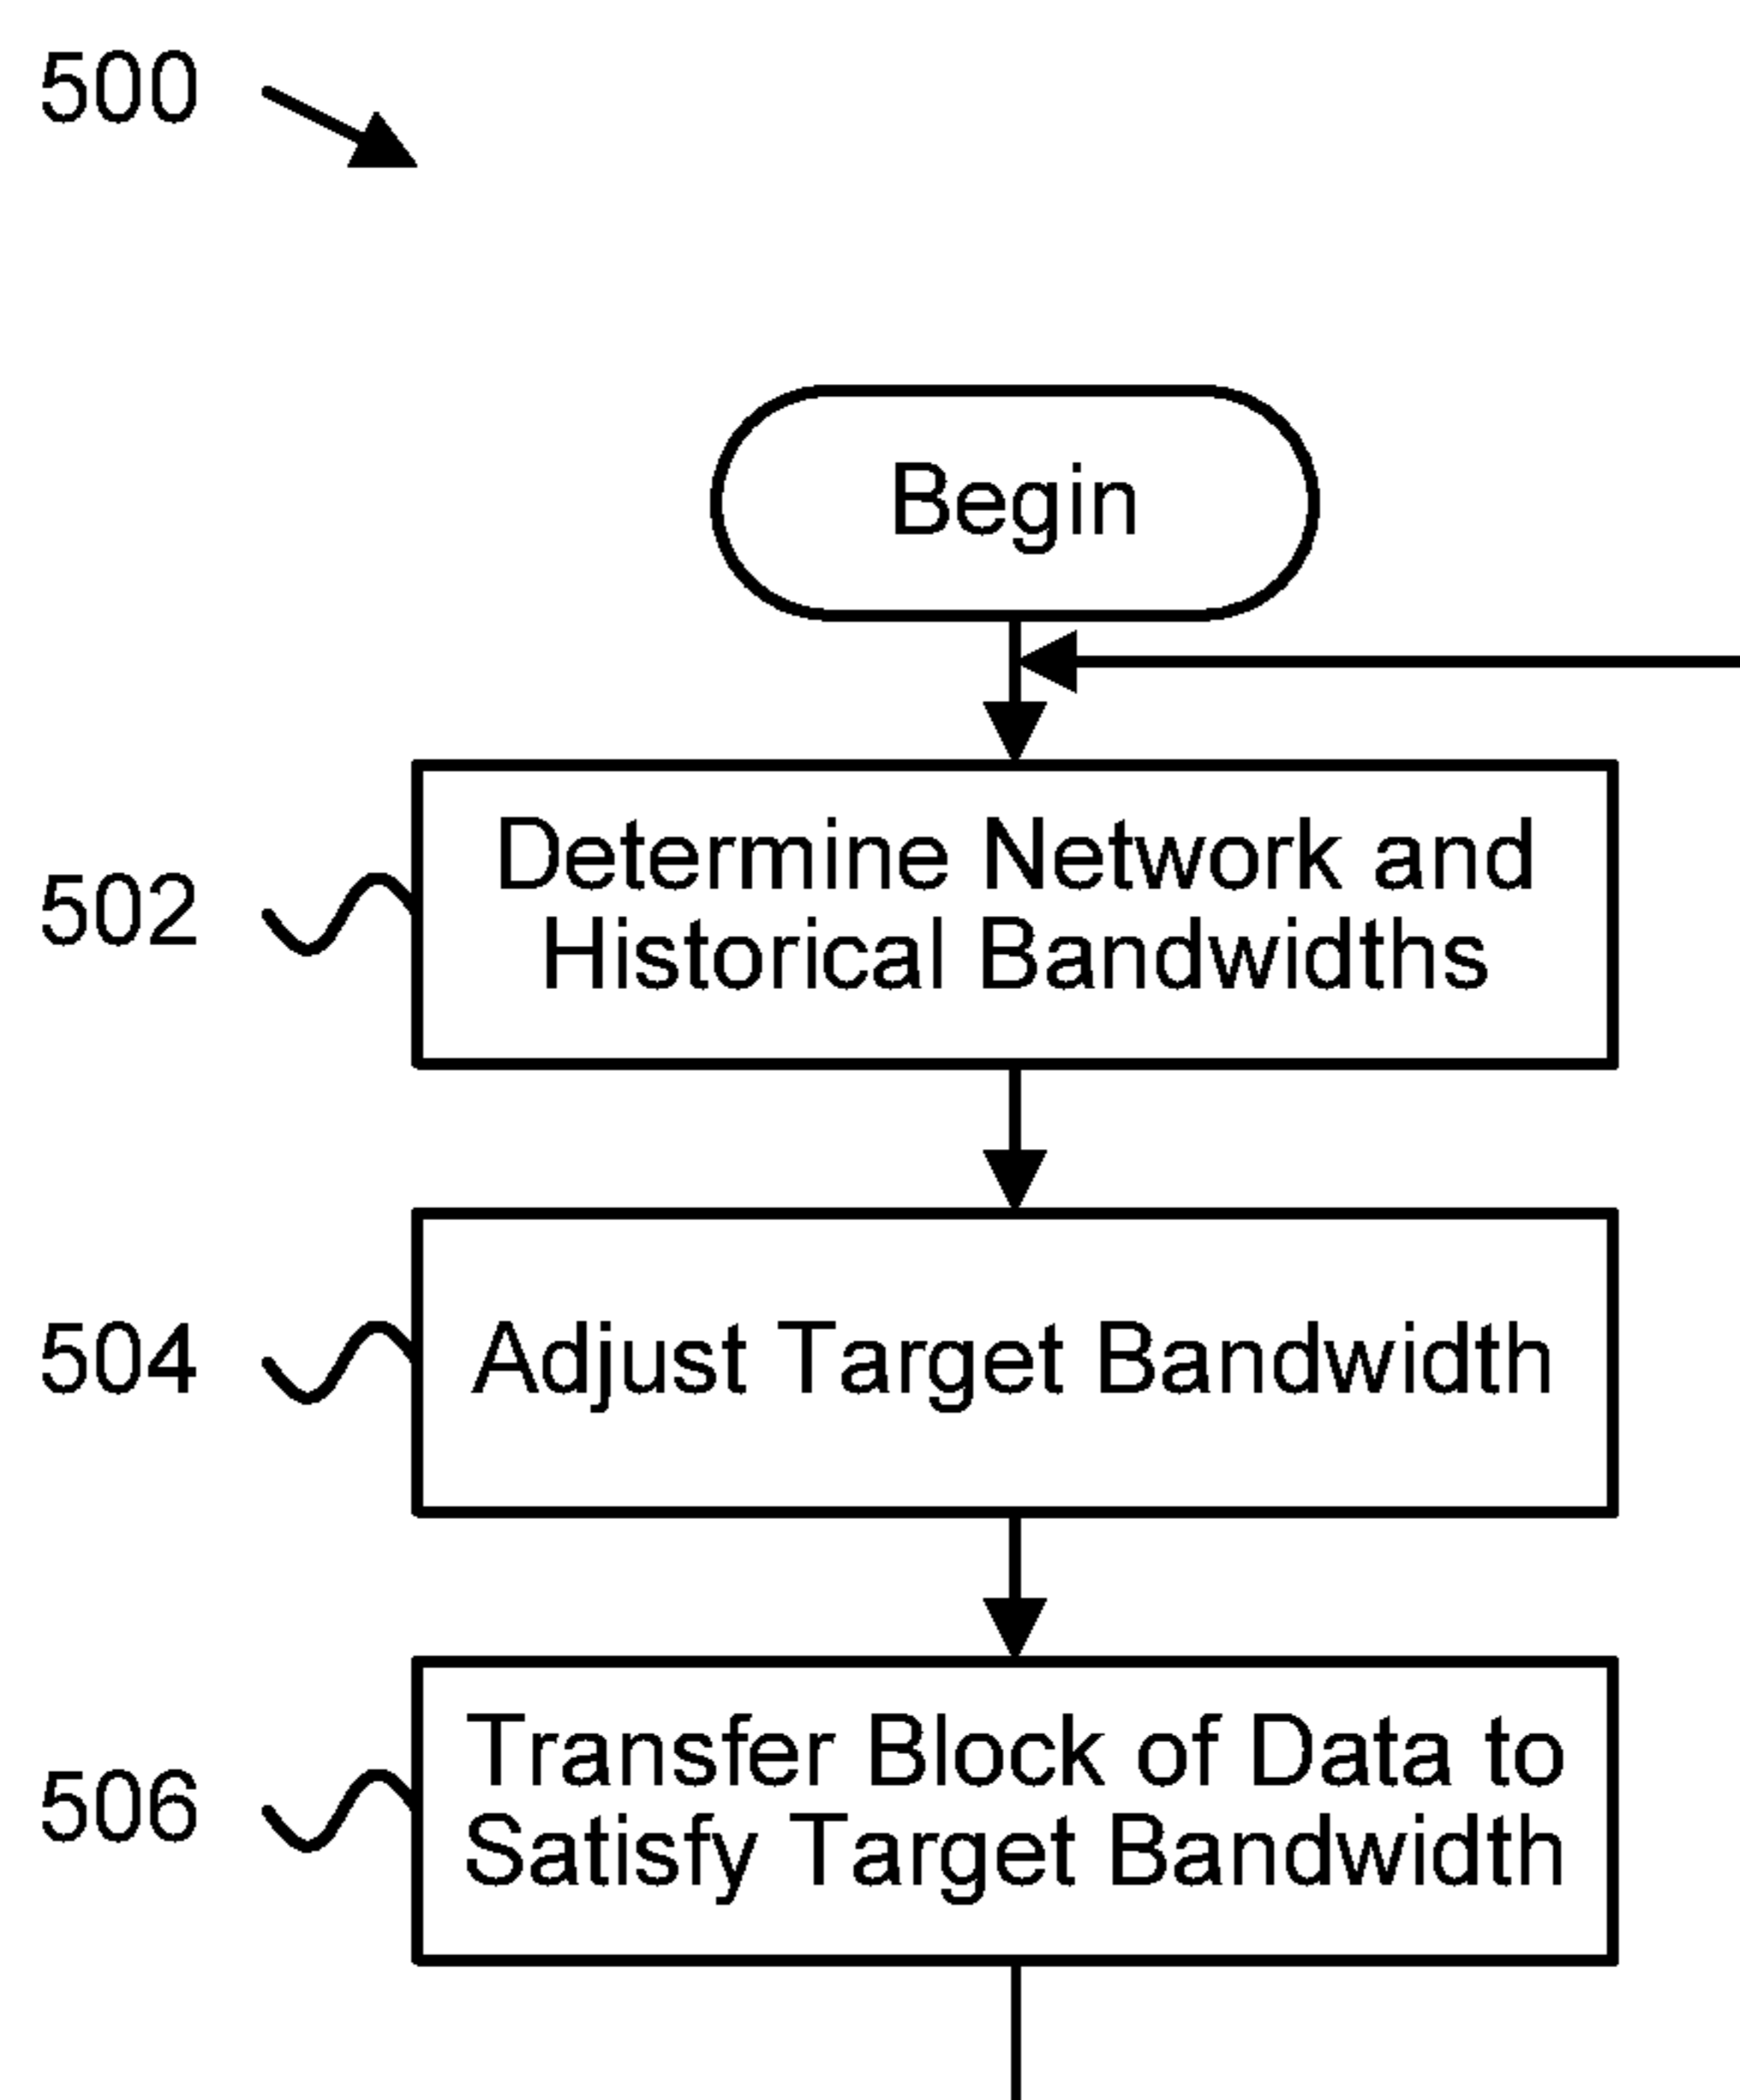 500
Begin
502
Determine Network and
Historical Bandwidths
504
Adjust Target Bandwidth
506
Transfer Block of Data to
Satisfy Target Bandwidth